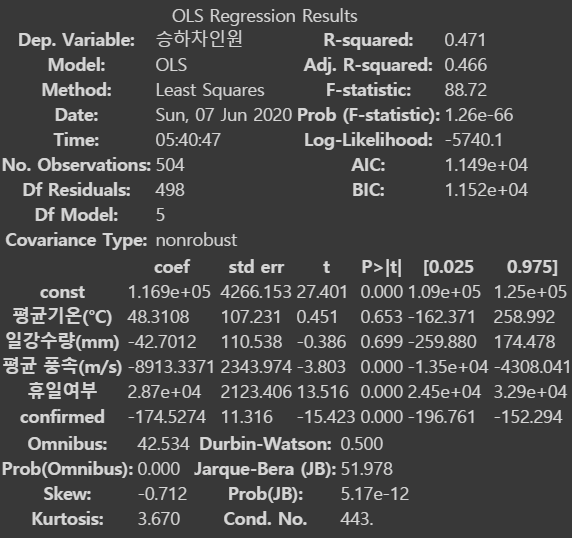 OLS Regression Results
Dep. Variable: 승하차인원 R-squared: 0.471
Model: OLS Adj. R-squared: 0.466
Method: Least Squares F-statistic: 88.72
Date: Sun, 07 Jun 2020 Prob (F-statistic): 1.26e-66
Time: 05:40:47 Log-Likelihood: -5740.1
No. Observations: 504 AIC: 1.149e+04
Df Residuals: 498 BIC: 1.152e+04
Df Model: 5
Covariance Type: nonrobust
coef std err t P>|t| [0.025 0.975]
const 1.169e+05 4266.153 27.401 0.000 1.09e+05 1.25e+05
평균기온(°C) 48.3108 107.231 0.451 0.653 -162.371 258.992
일강수량(mm) -42.7012 110.538 -0.386 0.699 -259.880 174.478
평균 풍속(m/s) -8913.3371 2343.974 -3.803 0.000 -1.35e+04 -4308.041
휴일여부 2.87e+04 2123.406 13.516 0.000 2.45e+04 3.29e+04
confirmed -174.5274 11.316 -15.423 0.000 -196.761 -152.294
Omnibus: 42.534 Durbin-Watson: 0.500
Prob(Omnibus): 0.000 Jarque-Bera (JB): 51.978
Skew: -0.712 Prob(JB): 5.17e-12
Kurtosis: 3.670 Cond. No. 443.